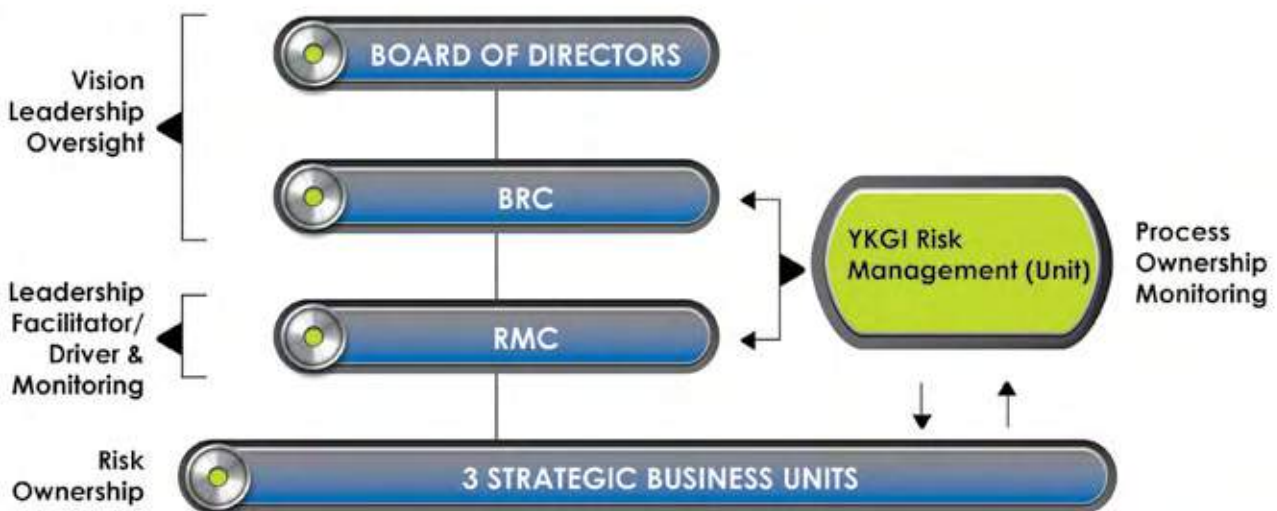 BOARD OF DIRECTORS
Vision
Leadership
Oversight
BRC
YKGI Risk
Management (Unit)
Process
Ownership
Monitoring
Leadership
Facilitator/
Driver &
Monitoring
RMC
Risk
Ownership
3 STRATEGIC BUSINESS UNITS